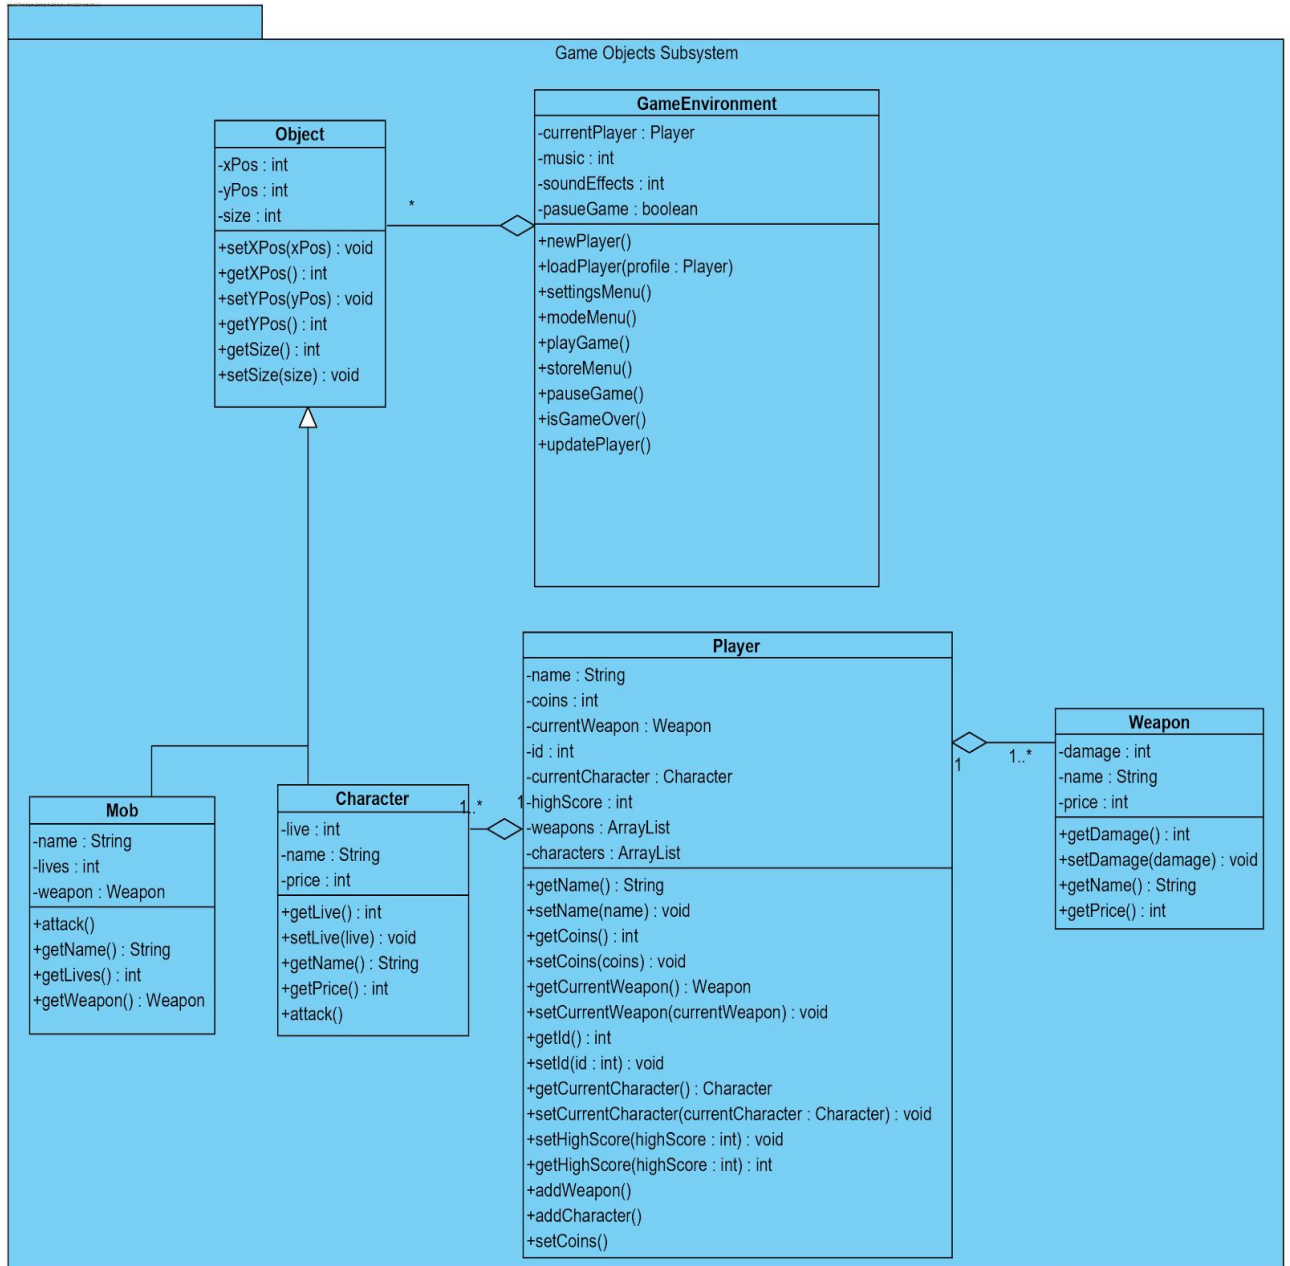 Game Objects Subsystem
GameEnvironment
-currentPlayer : Player
-music : int
-soundEffects : int
-pasueGame : boolean
+newPlayer()
+loadPlayer(profile : Player)
+settingsMenu()
+modeMenu()
+playGame()
+storeMenu()
+pauseGame()
+isGameOver()
+updatePlayer()
Object
-xPos : int
-yPos : int
-size : int
+setXPos(xPos) : void
+getXPos() : int
+setYPos(yPos) : void
+getYPos() : int
+getSize() : int
+setSize(size) : void
*
Player
-name : String
-coins : int
-currentWeapon : Weapon
-id : int
-currentCharacter : Character
-highScore : int
-weapons : ArrayList
-characters : ArrayList
+getName() : String
+setName(name) : void
+getCoins() : int
+setCoins(coins) : void
+getCurrentWeapon() : Weapon
+setCurrentWeapon(currentWeapon) : void
+getId() : int
+setId(id : int) : void
+getCurrentCharacter() : Character
+setCurrentCharacter(currentCharacter : Character) : void
+setHighScore(highScore : int) : void
+getHighScore(highScore : int) : int
+addWeapon()
+addCharacter()
+setCoins()
1
1..*
Weapon
-damage : int
-name : String
-price : int
+getDamage() : int
+setDamage(damage) : void
+getName() : String
+getPrice() : int
1..*
1
Mob
-name : String
-lives : int
-weapon : Weapon
+attack()
+getName() : String
+getLives() : int
+getWeapon() : Weapon
Character
-live : int
-name : String
-price : int
+getLive() : int
+setLive(live) : void
+getName() : String
+getPrice() : int
+attack()